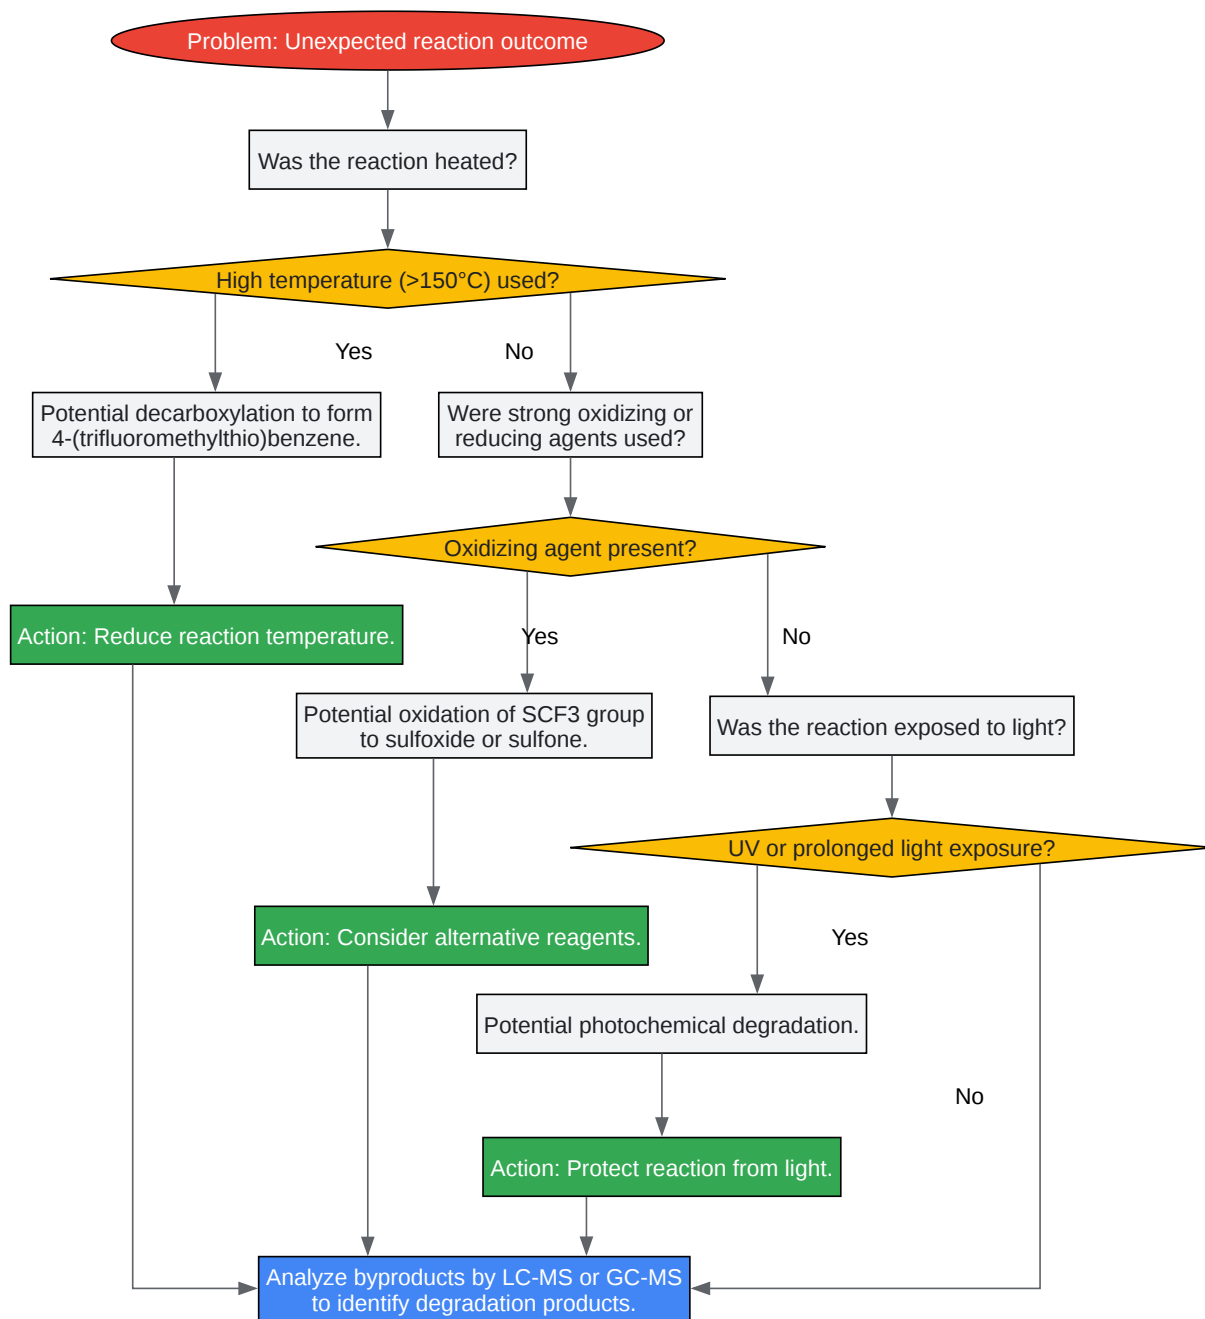 Problem: Unexpected reaction outcome
Was the reaction heated?
High temperature (>150°C) used?
Yes
No
Potential decarboxylation to form
4-(trifluoromethylthio)benzene.
Were strong oxidizing or
reducing agents used?
Oxidizing agent present?
Action: Reduce reaction temperature.
Yes
No
Potential oxidation of SCF3 group
to sulfoxide or sulfone.
Was the reaction exposed to light?
UV or prolonged light exposure?
Action: Consider alternative reagents.
Yes
Potential photochemical degradation.
No
Action: Protect reaction from light.
Analyze byproducts by LC-MS or GC-MS
to identify degradation products.